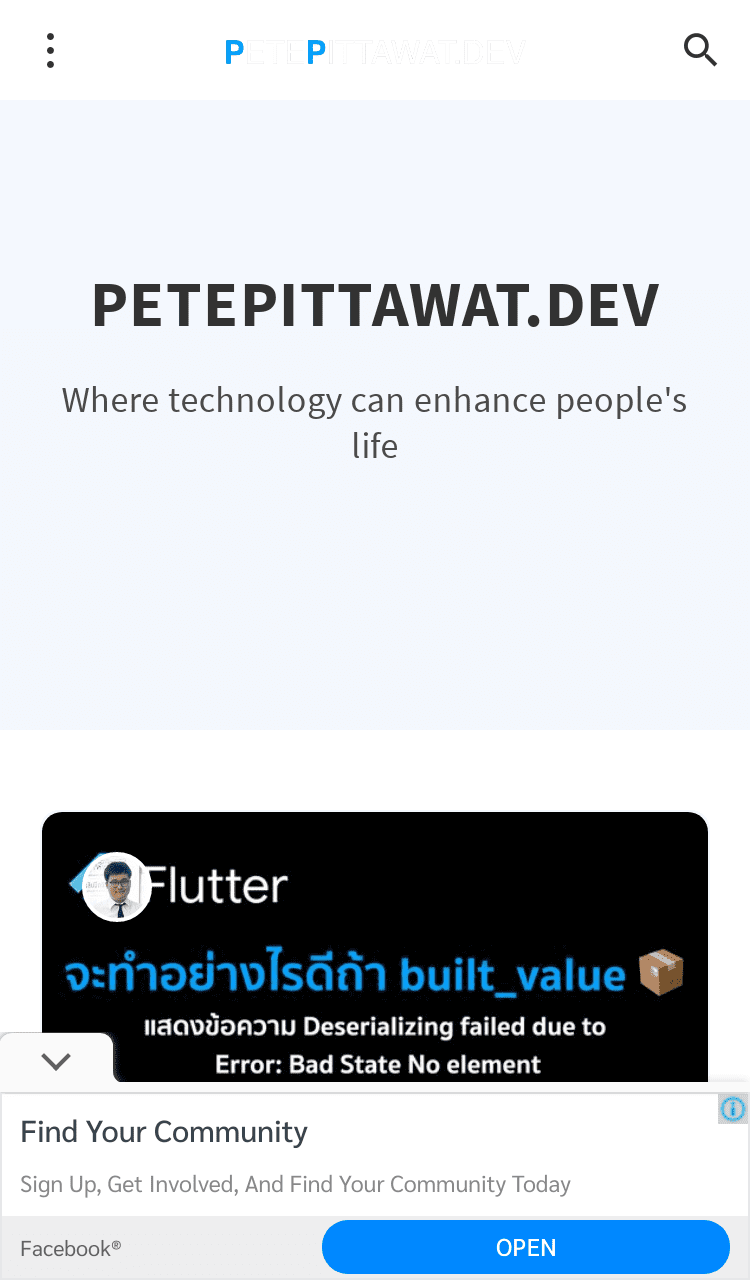 PETEPITTAWAT.DEV
PETEPITTAWAT.DEV
Where technology can enhance people's
life
Flutter
จะทำอย่างไรดีถ้า built_value
แสดงข้อความ Deserializing failed due to
Error: Bad State No element
Find Your Community
Sign Up, Get Involved, And Find Your Community Today
Facebook®
OPEN